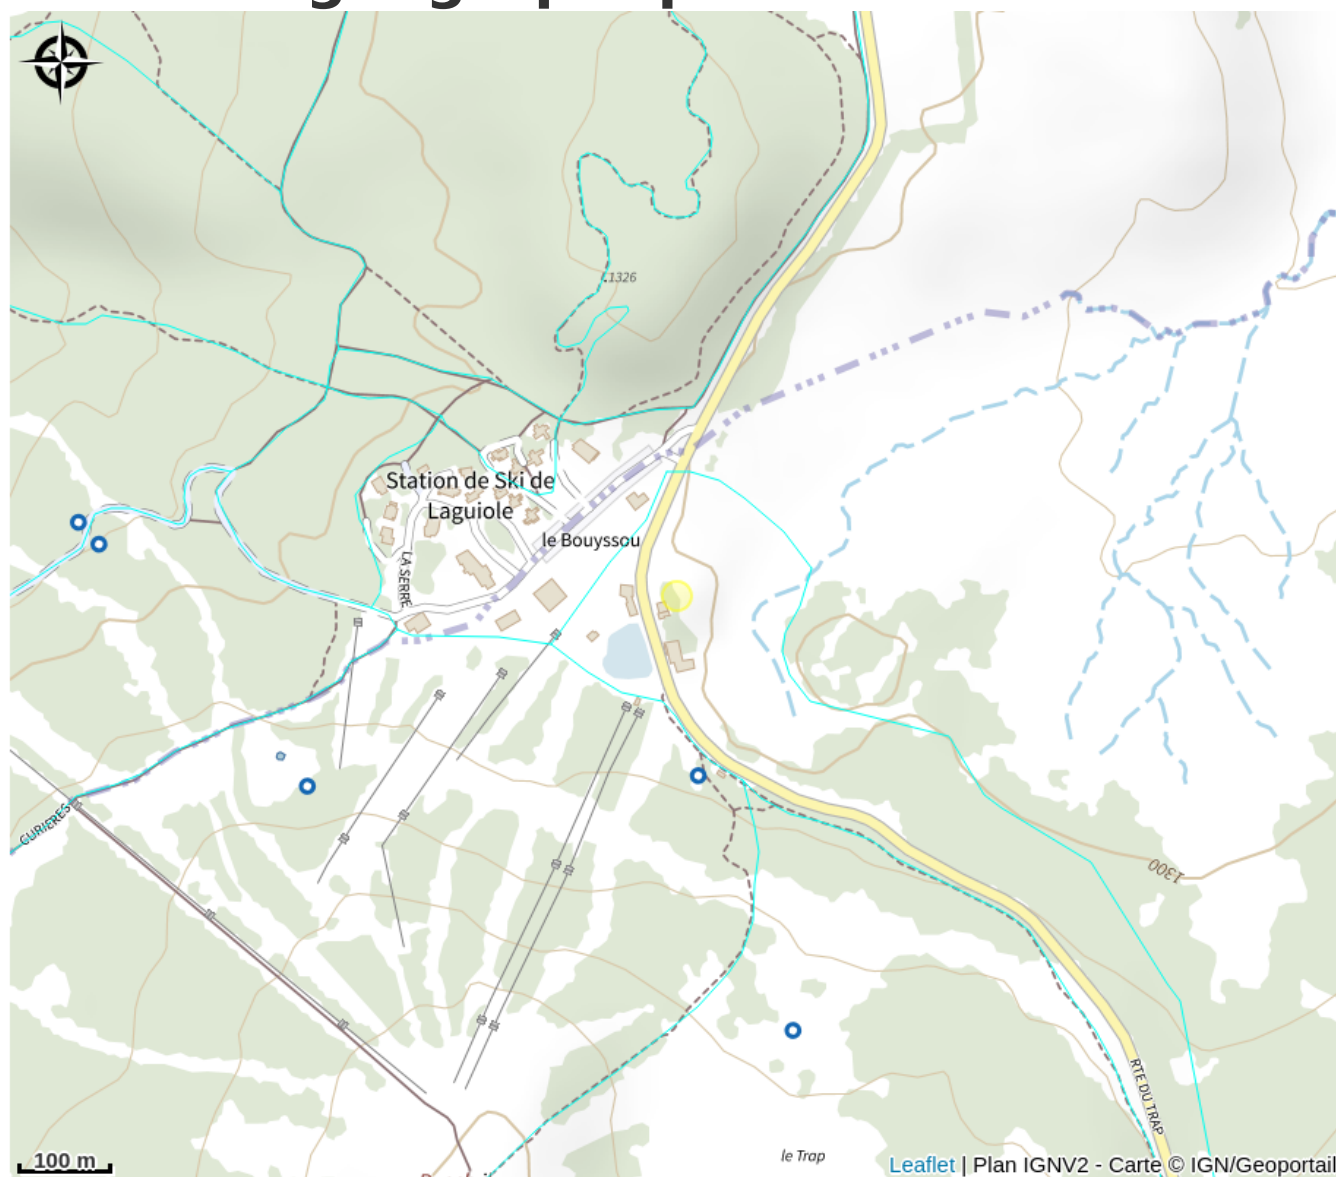 1326
Station de Ski de
Laguiole
le Bouyssou
LA SERRE
CURIERES
1300
RTE DU TRAP
le Trap
100 m
Leaflet | Plan IGNV2 - Carte © IGN/Geoportail